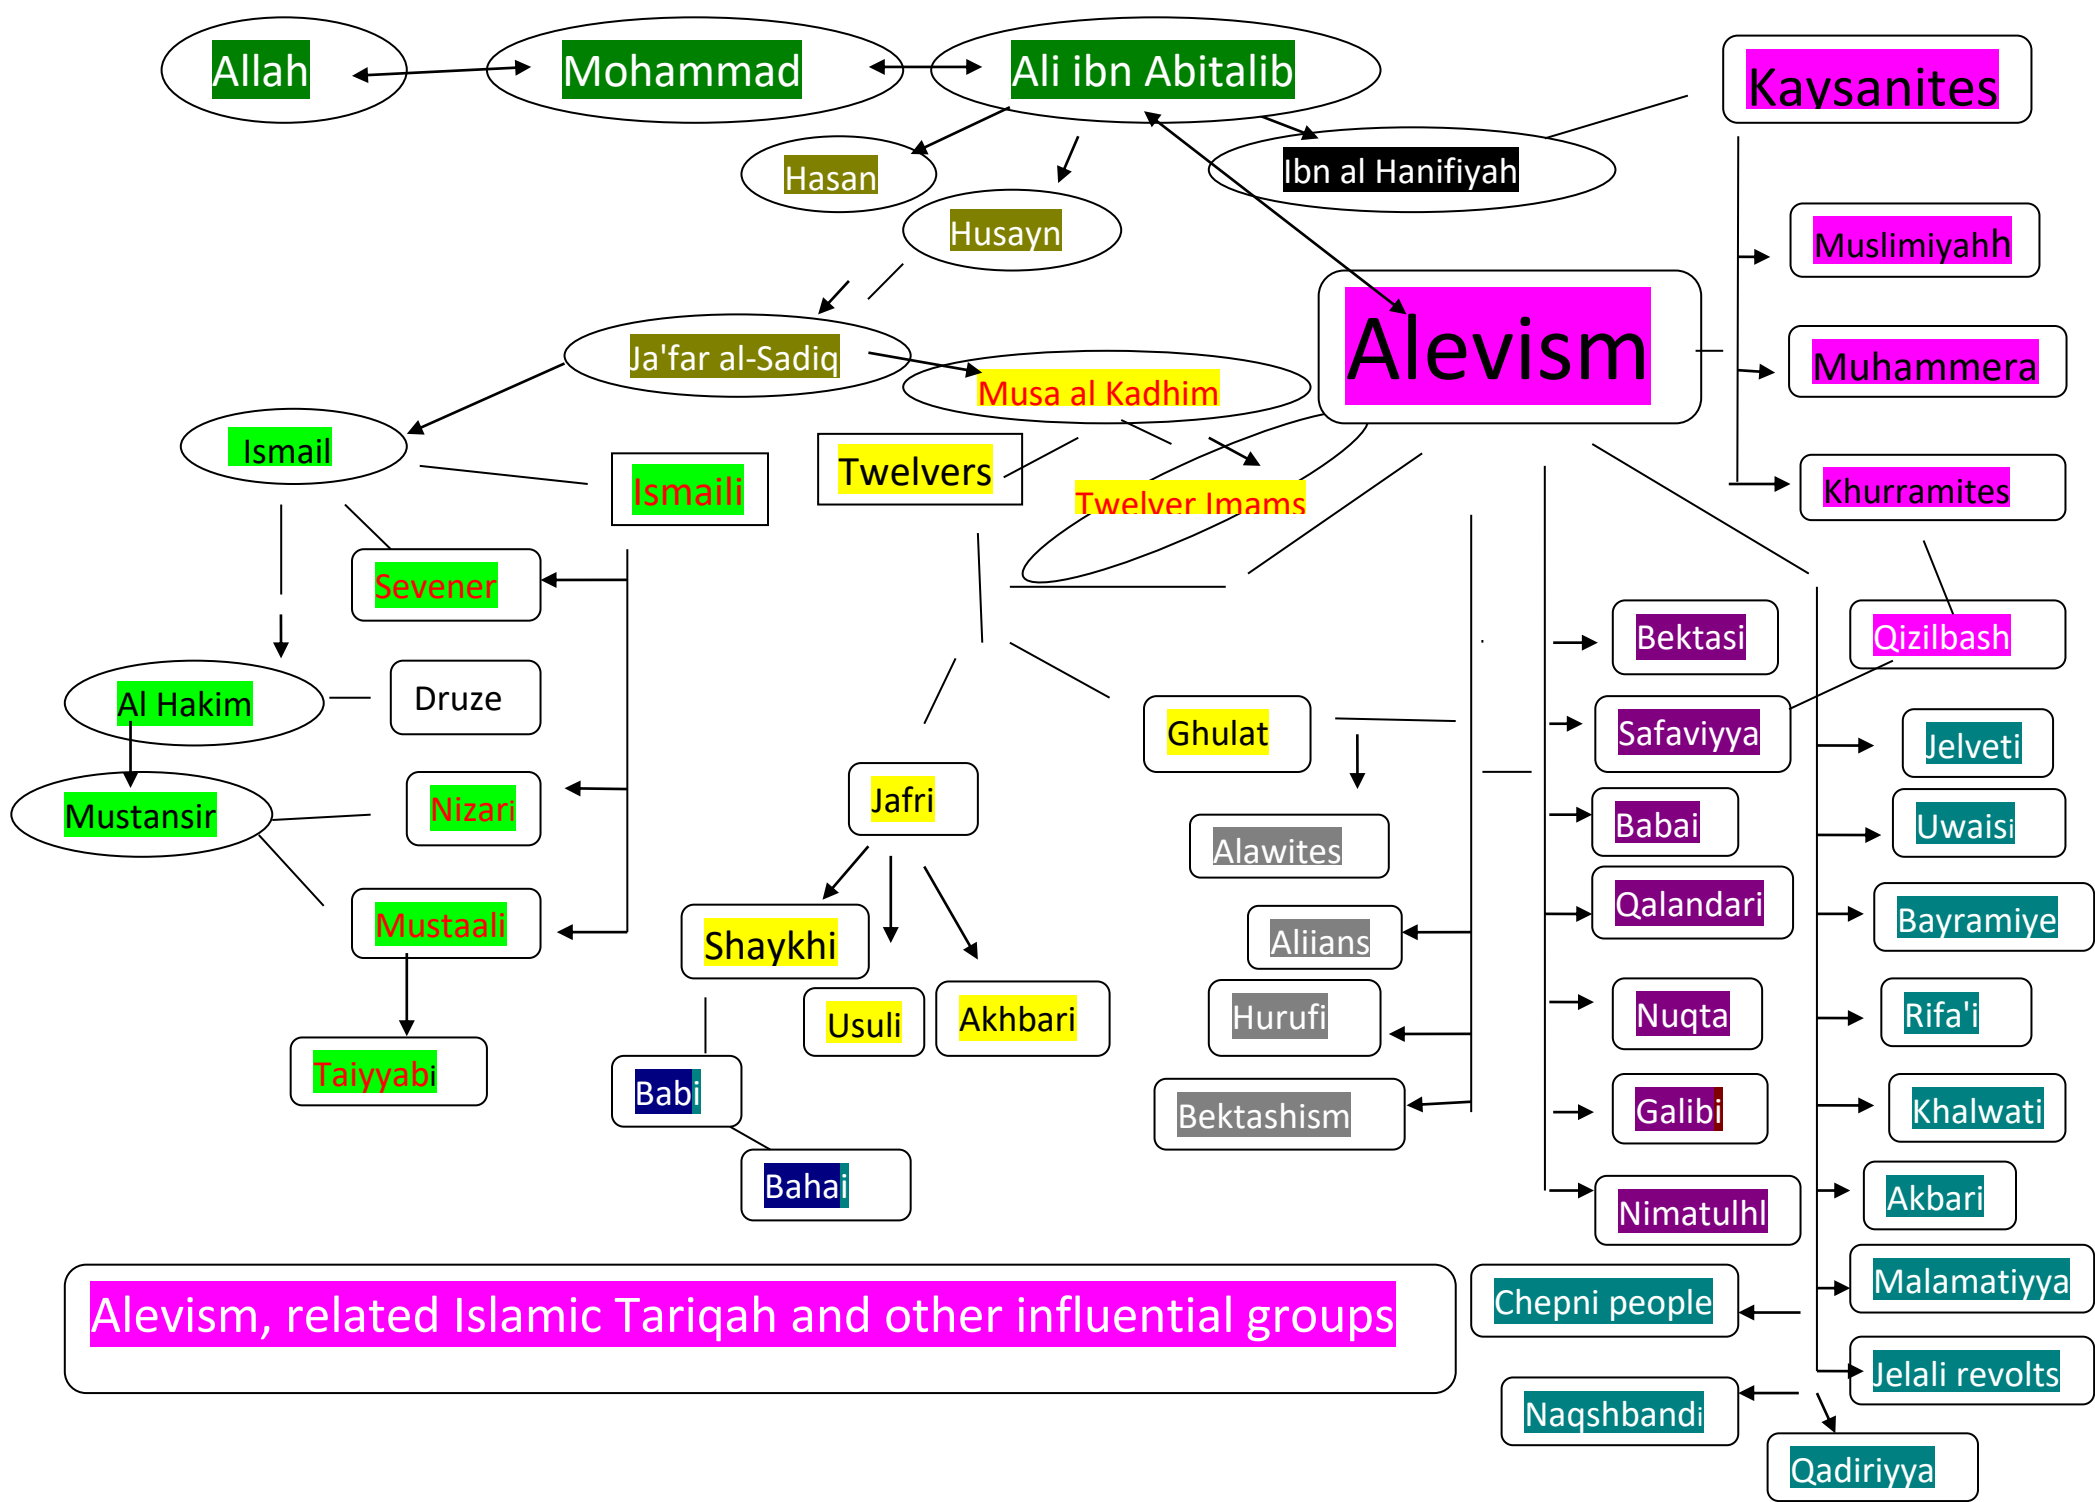 Allah
Mohammad
Ali ibn Abitalib
Kaysanites
Hasan
Ibn al Hanifiyah
Husayn
Muslimiyahh
Alevism
Ja'far al-Sadiq
Musa al Kadhim
Muhammera
Ismail
Ismaili
Twelvers
Twelver Imams
Khurramites
Sevener
Bektasi
Qizilbash
Al Hakim
Druze
Ghulat
Safaviyya
Jelveti
Mustansir
Nizari
Jafri
Alawites
Babai
Uwaisi
Mustaali
Shaykhi
Aliians
Qalandari
Bayramiye
Usuli
Akhbari
Hurufi
Nuqta
Rifa'i
Taiyyabi
Babi
Bektashism
Galibi
Khalwati
Bahai
Nimatulhl
Akbari
Alevism, related Islamic Tariqah and other influential groups
Chepni people
Malamatiyya
Jelali revolts
Naqshbandi
Qadiriyya